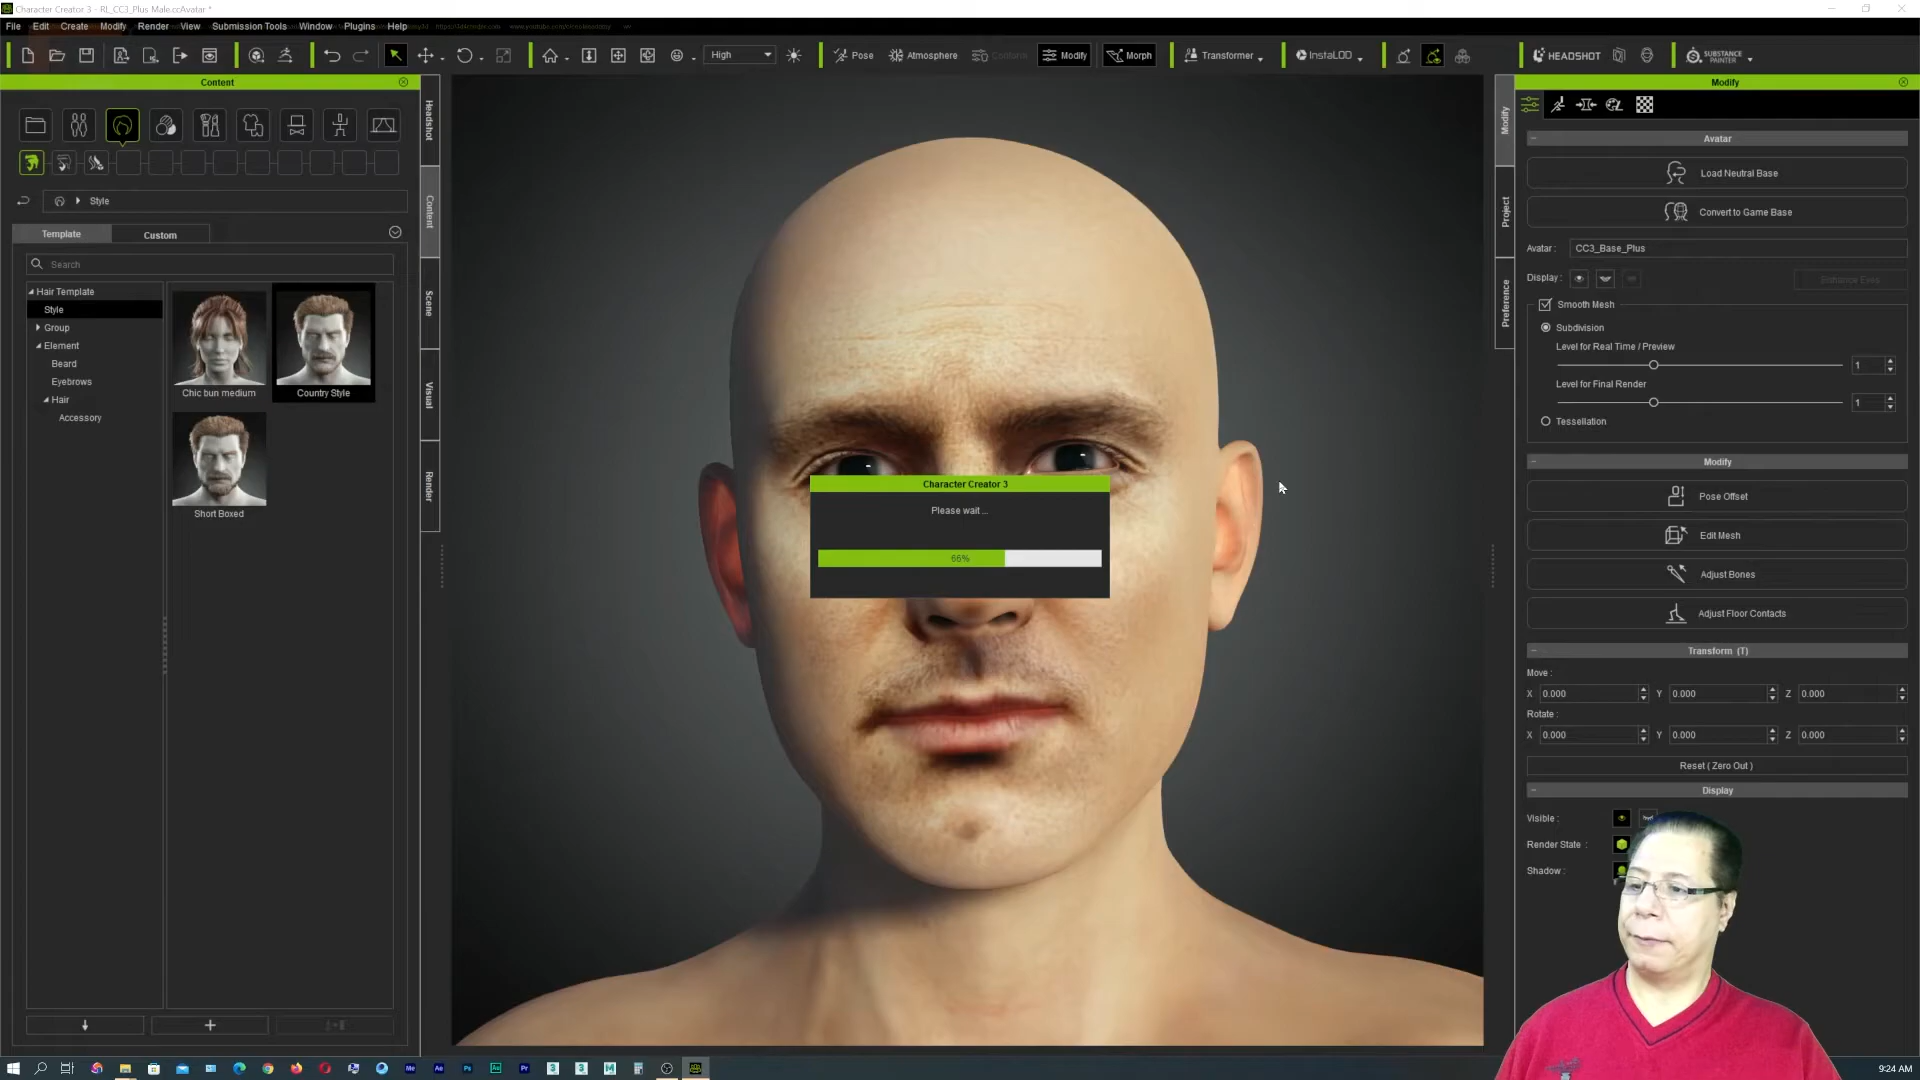 Character Creator 3 - RL_CC3_Plus Male.ccAvatar *
File Edit Create Modify Render View Submission Tools Window Plugins Help
High
Pose
Atmosphere
Modify
Morph
Transformer
InstaLOD
HEADSHOT
SUBSTANCE PAINTER
Content
Headshot
Content
Scene
Visual
Render
Style
Template
Custom
Search
Hair Template
Style
Group
Element
Beard
Eyebrows
Hair
Accessory
Chic bun medium
Country Style
Short Boxed
Character Creator 3
Please wait ...
66%
Modify
Project
Preference
Modify
Avatar
Load Neutral Base
Convert to Game Base
Avatar : CC3_Base_Plus
Display :
Enhance Eyes
Smooth Mesh
Subdivision
Level for Real Time / Preview
1
Level for Final Render
1
Tessellation
Modify
Pose Offset
Edit Mesh
Adjust Bones
Adjust Floor Contacts
Transform (T)
Move :
X 0.000 Y 0.000 Z 0.000
Rotate :
X 0.000 Y 0.000 Z 0.000
Reset ( Zero Out )
Display
Visible :
Render State :
Shadow :
9:24 AM